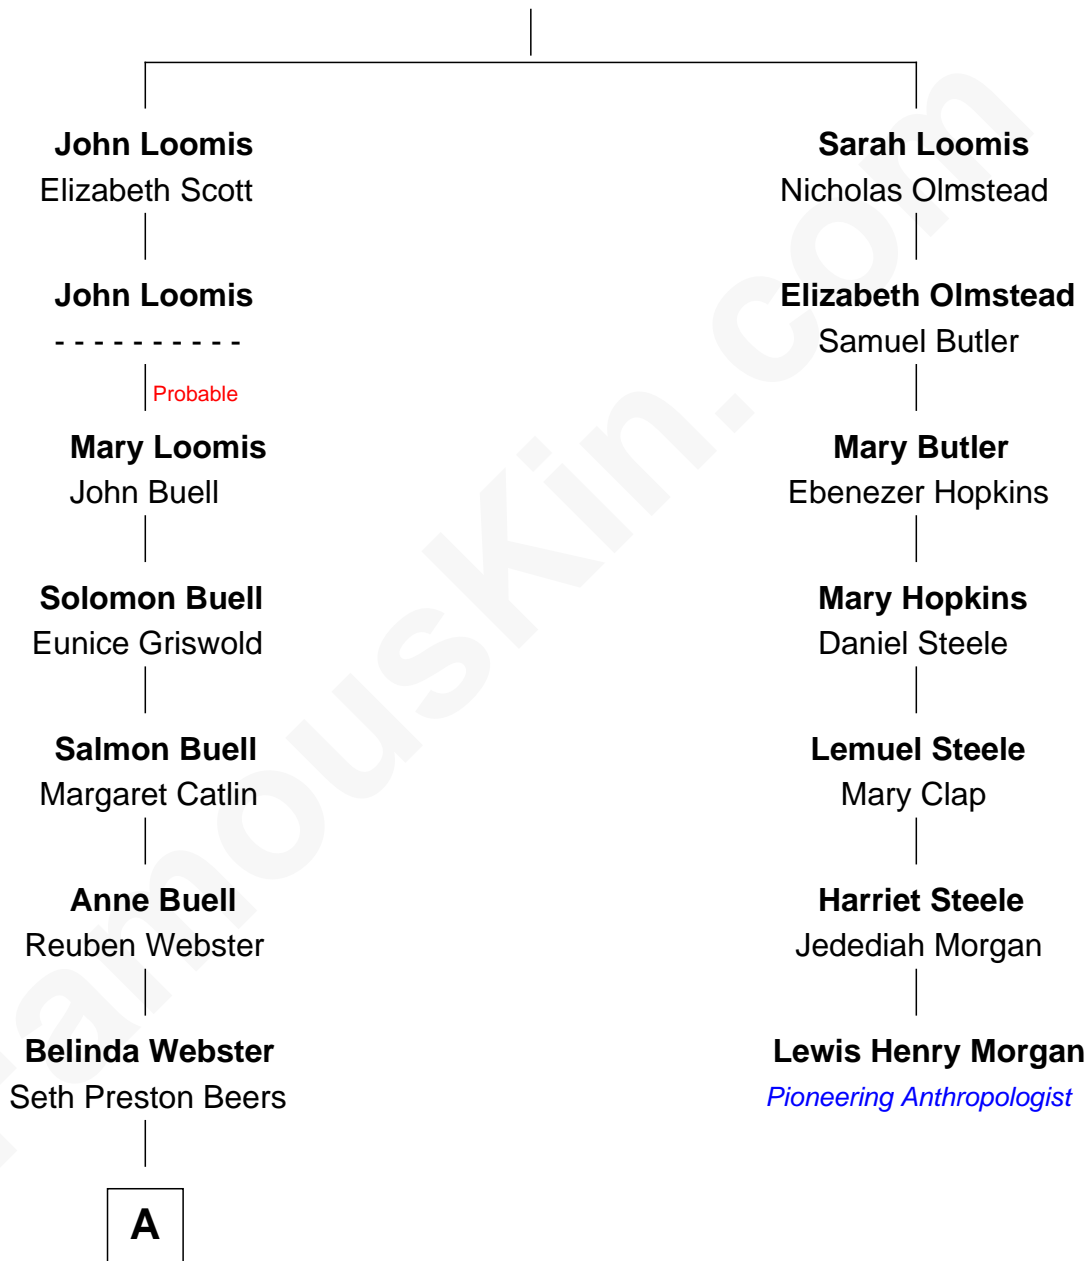 John Loomis
Elizabeth Scott
John Loomis
- - - - - - - - - -
Probable
Mary Loomis
John Buell
Solomon Buell
Eunice Griswold
Salmon Buell
Margaret Catlin
Anne Buell
Reuben Webster
Belinda Webster
Seth Preston Beers
A
Sarah Loomis
Nicholas Olmstead
Elizabeth Olmstead
Samuel Butler
Mary Butler
Ebenezer Hopkins
Mary Hopkins
Daniel Steele
Lemuel Steele
Mary Clap
Harriet Steele
Jedediah Morgan
Lewis Henry Morgan
Pioneering Anthropologist
FamousKin.com